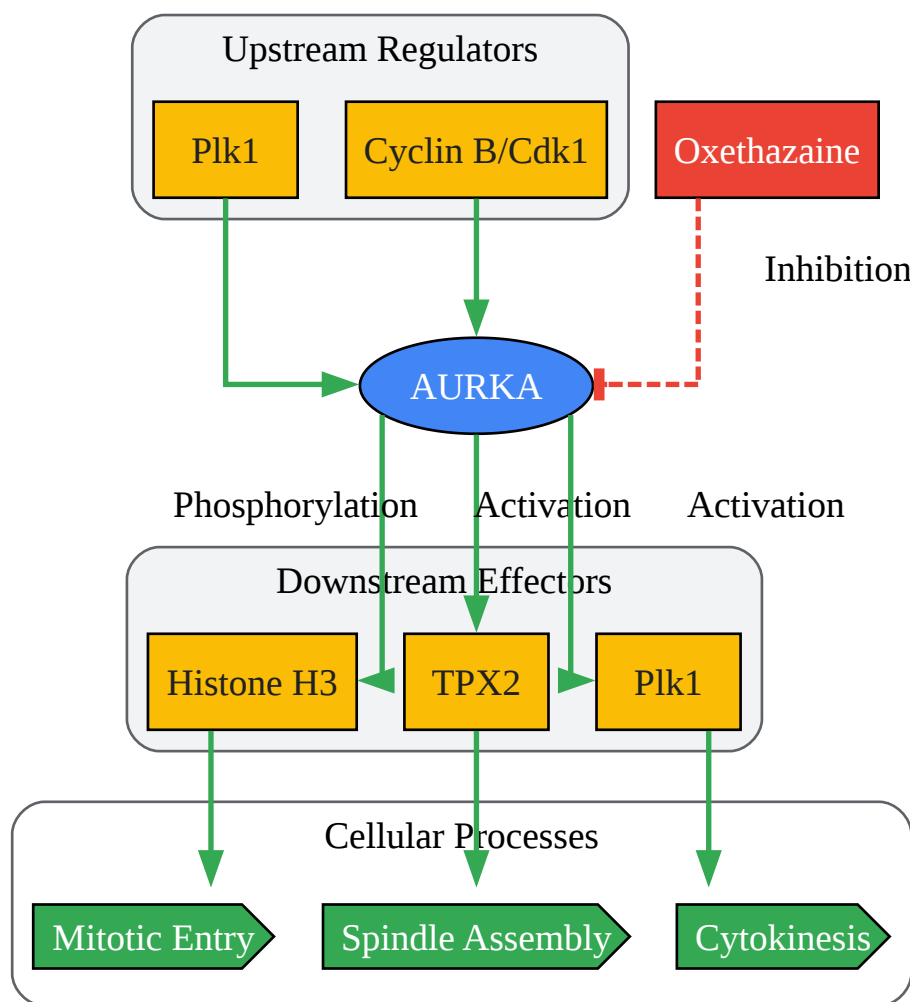 Upstream Regulators
Plk1
Cyclin B/Cdk1
Oxethazaine
Inhibition
AURKA
Phosphorylation
Activation
Activation
Downstream Effectors
Histone H3
TPX2
Plk1
Cellular Processes
Mitotic Entry
Spindle Assembly
Cytokinesis